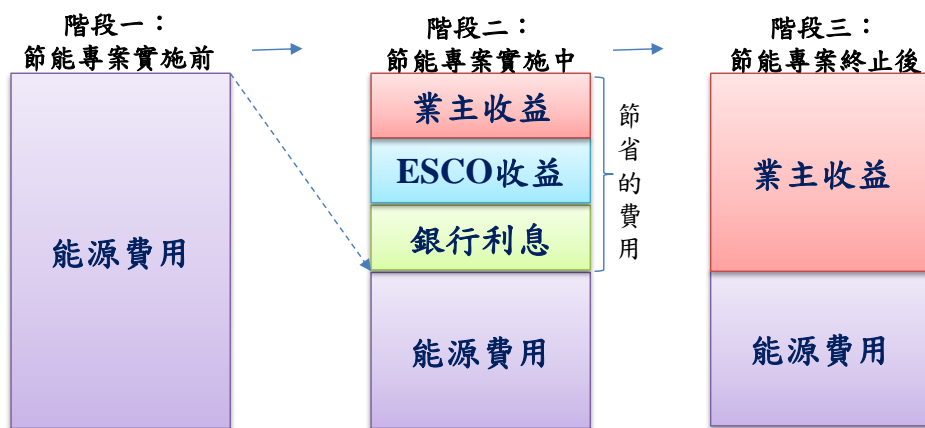 階段一：
節能專案實施前
能源費用
階段二：
節能專案實施中
業主收益
ESCO收益
銀行利息
能源費用
節省的費用
階段三：
節能專案終止後
業主收益
能源費用